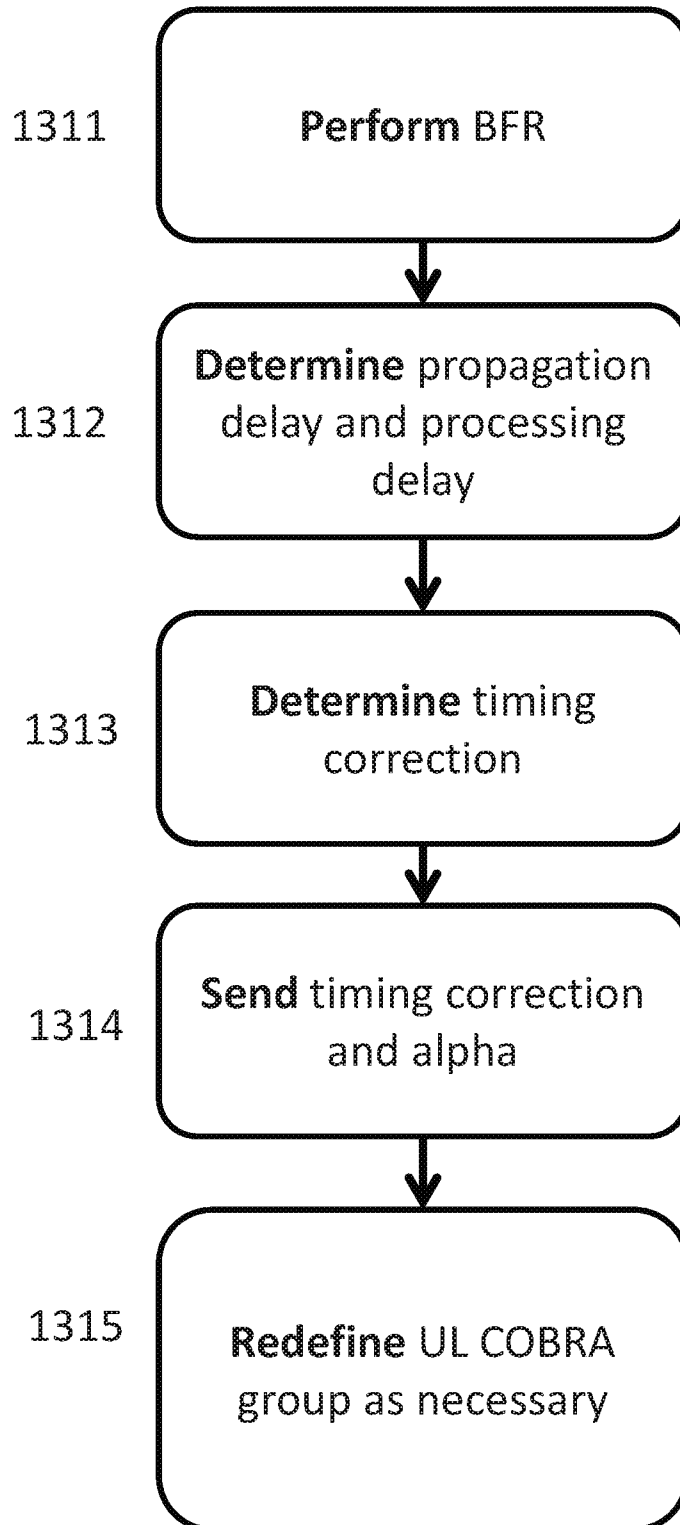 1311
Perform BFR
1312
Determine propagation
delay and processing
delay
1313
Determine timing
correction
1314
Send timing correction
and alpha
1315
Redefine UL COBRA
group as necessary